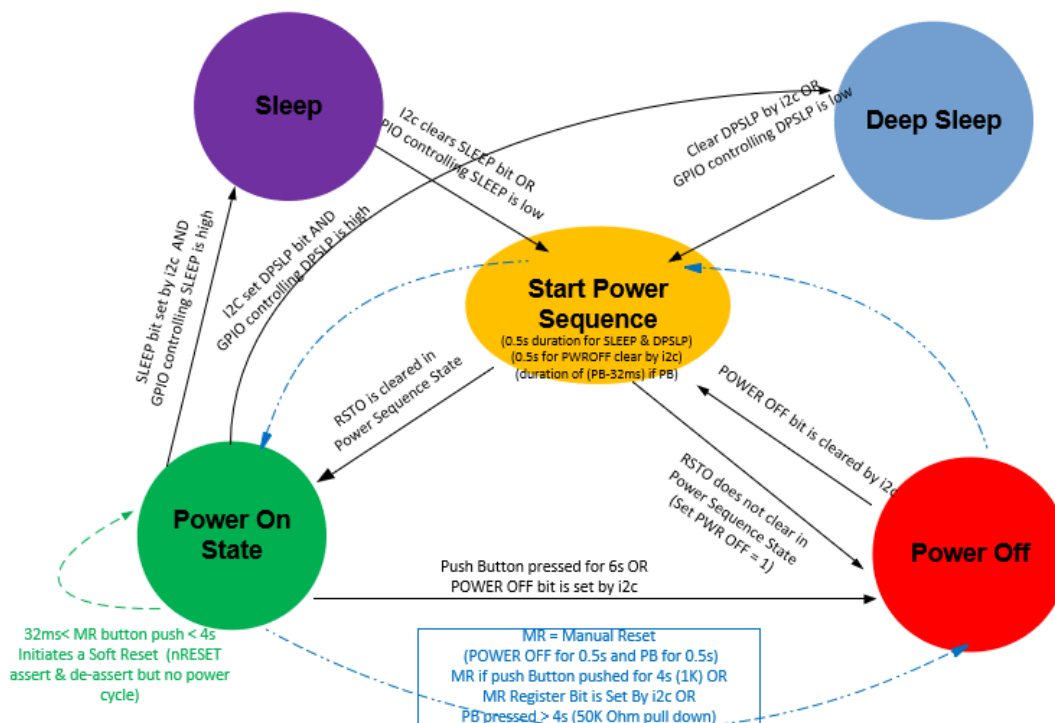 Sleep
Deep Sleep
I2c clears SLEEP bit OR
PIO controlling SLEEP is low
Clear DPSLP by i2c OR
GPIO controlling DPSLP is low
SLEEP bit set by i2c AND
GPIO controlling SLEEP is high
I2C set DPSLP bit AND
GPIO controlling DPSLP is high
Start Power
Sequence
(0.5s duration for SLEEP & DPSLP)
(0.5s for PWROFF clear by i2c)
(duration of (PB-32ms) if PB)
RSTO is cleared in
Power Sequence State
POWER OFF bit is cleared by i2c
RSTO does not clear in
Power Sequence State
(Set PWR OFF = 1)
Power On
State
Power Off
Push Button pressed for 6s OR
POWER OFF bit is set by i2c
32ms< MR button push < 4s
Initiates a Soft Reset (nRESET
assert & de-assert but no power
cycle)
MR = Manual Reset
(POWER OFF for 0.5s and PB for 0.5s)
MR if push Button pushed for 4s (1K) OR
MR Register Bit is Set By i2c OR
PB pressed > 4s (50K Ohm pull down)